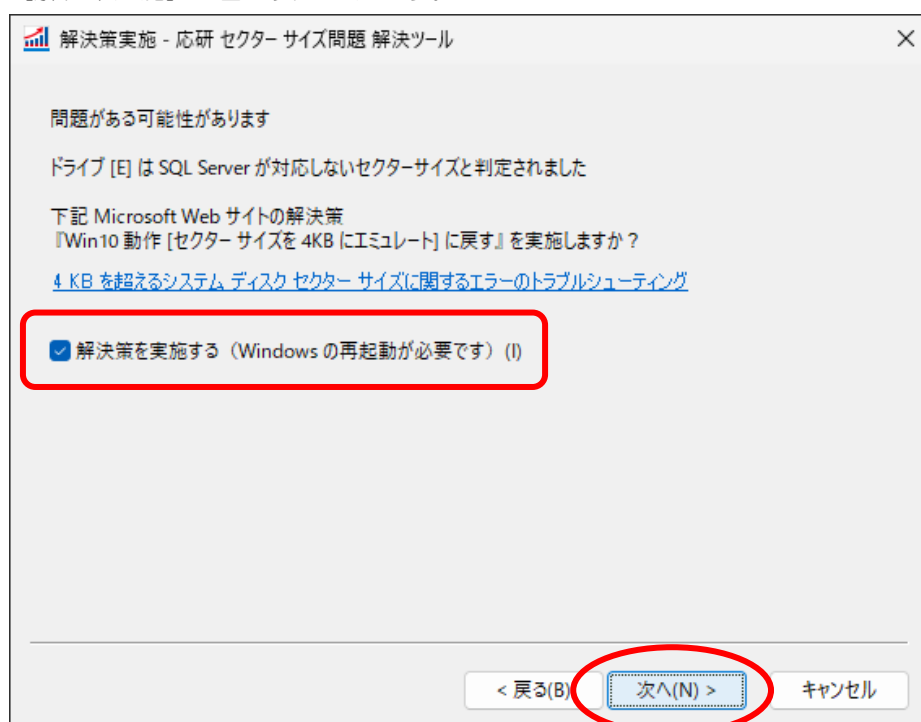 解決策実施 - 応研 セクター サイズ問題 解決ツール
問題がある可能性があります
ドライブ [E] は SQL Server が対応しないセクターサイズと判定されました
下記 Microsoft Web サイトの解決策
『Win10 動作 [セクター サイズを 4KB にエミュレート] に戻す』を実施しますか？
4 KB を超えるシステム ディスク セクター サイズに関するエラーのトラブルシューティング
解決策を実施する（Windows の再起動が必要です）(I)
< 戻る(B)
次へ(N) >
キャンセル